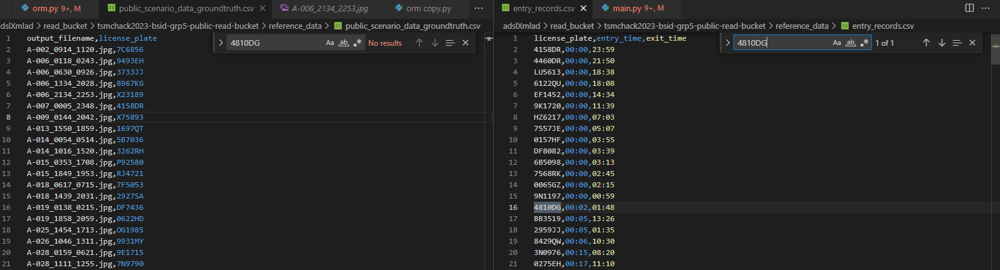 orm.py 9+, M
public_scenario_data_groundtruth.csv
A-006_2134_2253.jpg
orm copy.py
adslXmlad > read_bucket > tsmchack2023-bsid-grp5-public-read-bucket > reference_data > public_scenario_data_groundtruth.csv
4810DG
Aa ab, .*
No results
1 output_filename,license_plate
2 A-002_0914_1120.jpg,7C6856
3 A-006_0118_0243.jpg,9493EH
4 A-006_0630_0926.jpg,3733JJ
5 A-006_1334_2028.jpg,8967KG
6 A-006_2134_2253.jpg,X23189
7 A-007_0005_2348.jpg,4158DR
8 A-009_0144_2042.jpg,X75893
9 A-013_1550_1859.jpg,1697QT
10 A-014_0054_0514.jpg,5B7036
11 A-014_1016_1520.jpg,3262RH
12 A-015_0353_1708.jpg,P92580
13 A-015_1849_1953.jpg,RJ4721
14 A-018_0617_0715.jpg,7F5053
15 A-018_1439_2031.jpg,2927SA
16 A-019_0138_0215.jpg,DF7436
17 A-019_1858_2059.jpg,0622HD
18 A-025_1454_1713.jpg,OG1985
19 A-026_1046_1311.jpg,9931MY
20 A-028_0159_0621.jpg,9E1715
21 A-028_1111_1255.jpg,7N9790
entry_records.csv
main.py 9+, M
adslXmlad > read_bucket > tsmchack2023-bsid-grp5-public-read-bucket > reference_data > entry_records.csv
4810DG
Aa ab, .*
1 of 1
1 license_plate,entry_time,exit_time
2 4158DR,00:00,23:59
3 4460DR,00:00,21:50
4 LU5613,00:00,18:38
5 6122QU,00:00,18:08
6 EF1452,00:00,14:34
7 9K1720,00:00,11:39
8 HZ6217,00:00,07:03
9 7557JE,00:00,05:07
10 0157HF,00:00,03:55
11 DF8082,00:00,03:39
12 6B5098,00:00,03:13
13 7568RK,00:00,02:45
14 0065GZ,00:00,02:15
15 9N1197,00:00,00:59
16 4810DG,00:02,01:48
17 BB3519,00:05,13:26
18 2959JJ,00:05,01:35
19 8429QW,00:06,10:30
20 3N0976,00:15,08:20
21 0275EH,00:17,11:10